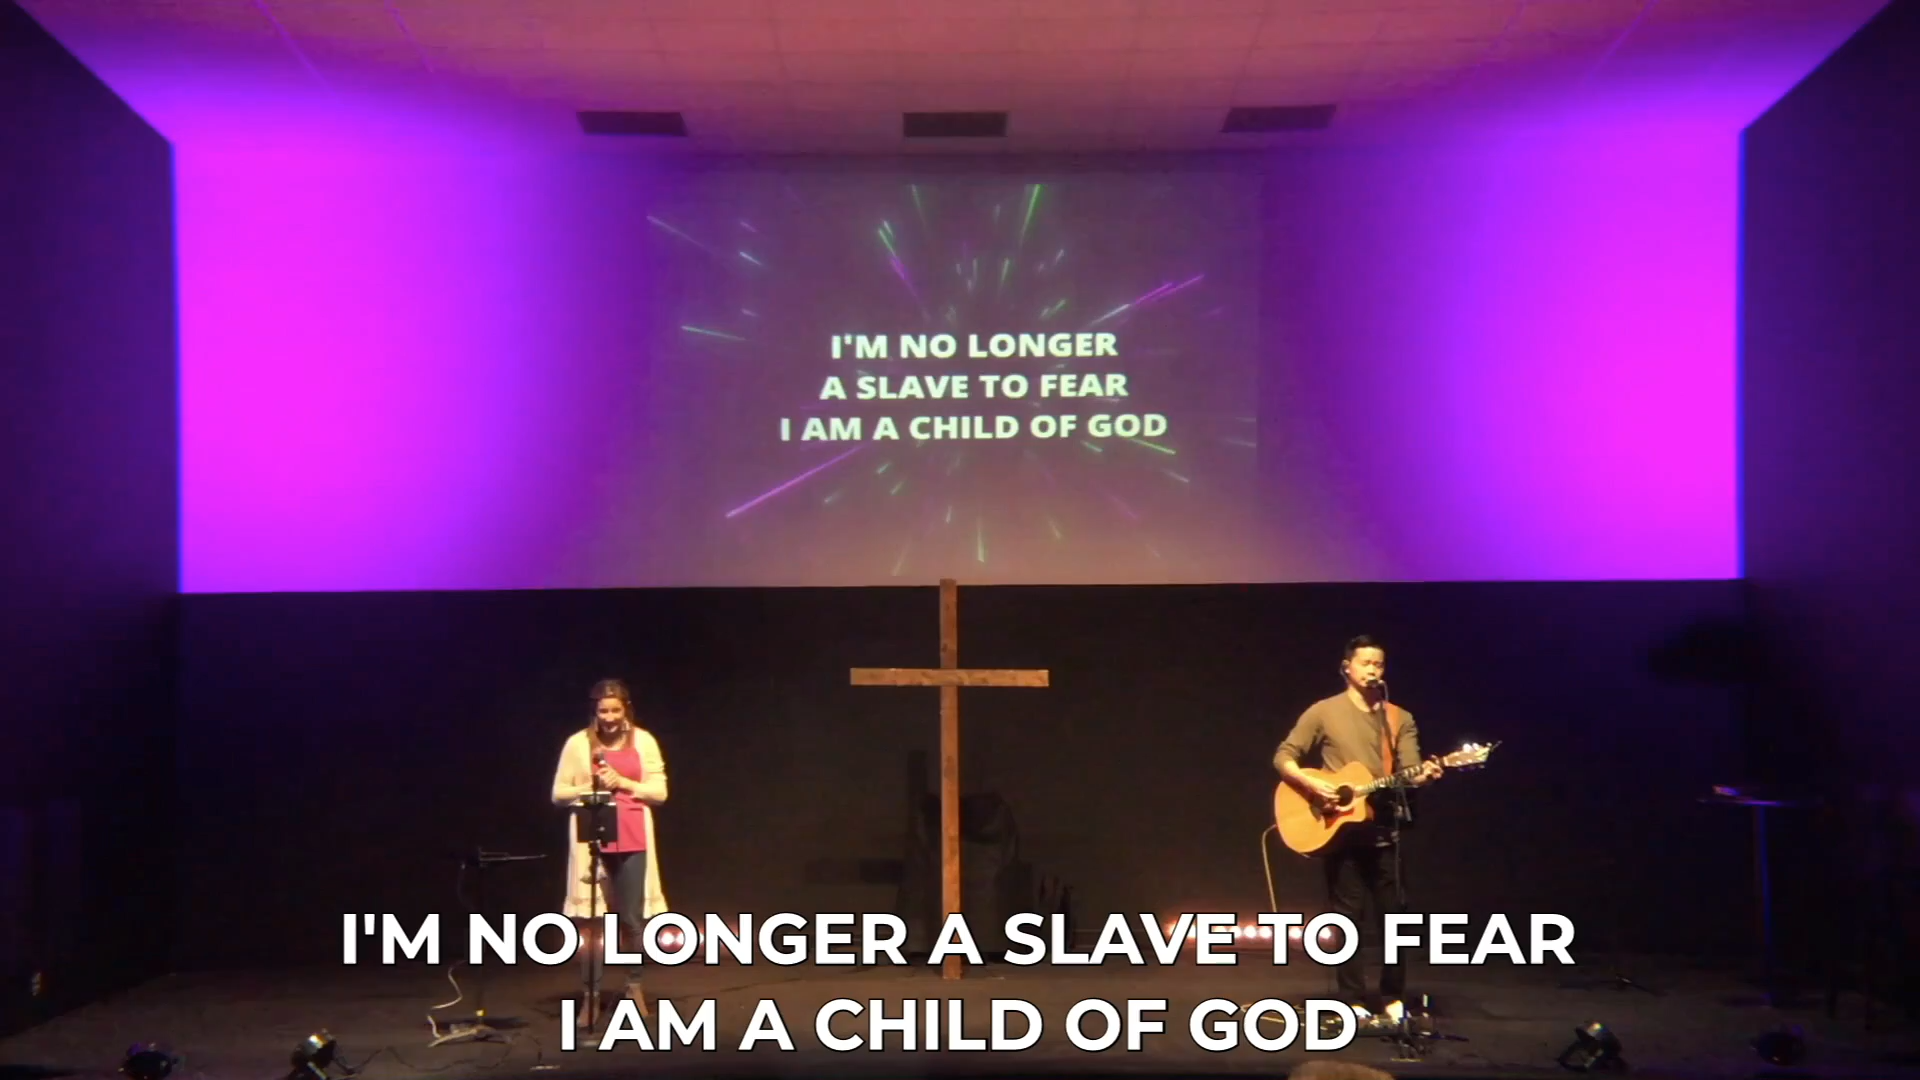 I'M NO LONGER
A SLAVE TO FEAR
I AM A CHILD OF GOD
I'M NO LONGER A SLAVE TO FEAR
I AM A CHILD OF GOD